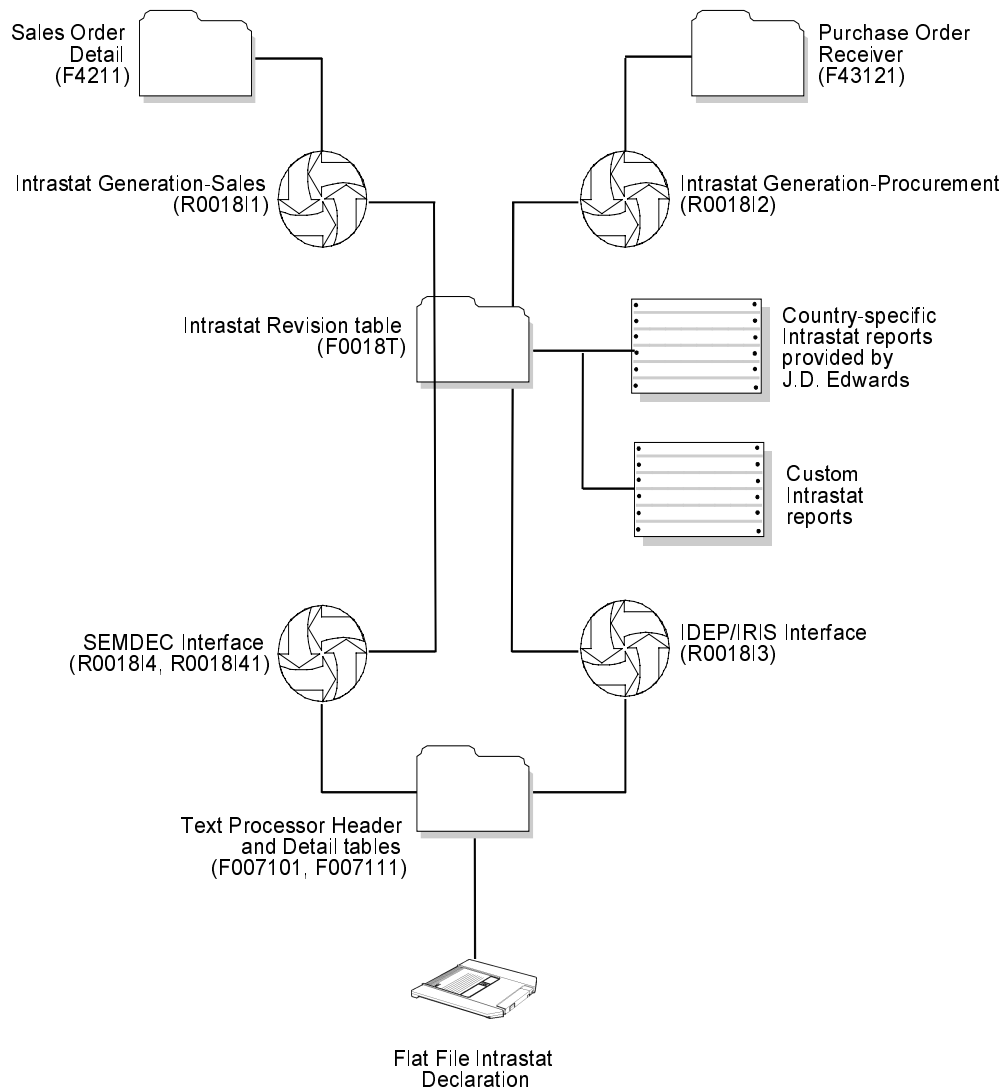 Sales Order
Detail
(F4211)
Purchase Order
Receiver
(F43121)
Intrastat Generation-Sales
(R0018I1)
Intrastat Generation-Procurement
(R0018I2)
Intrastat Revision table
(F0018T)
Country-specific
Intrastat reports
provided by
J.D. Edwards
Custom
Intrastat
reports
SEMDEC Interface
(R0018I4, R0018I41)
IDEP/IRIS Interface
(R0018I3)
Text Processor Header
and Detail tables
(F007101, F007111)
Flat File Intrastat
Declaration